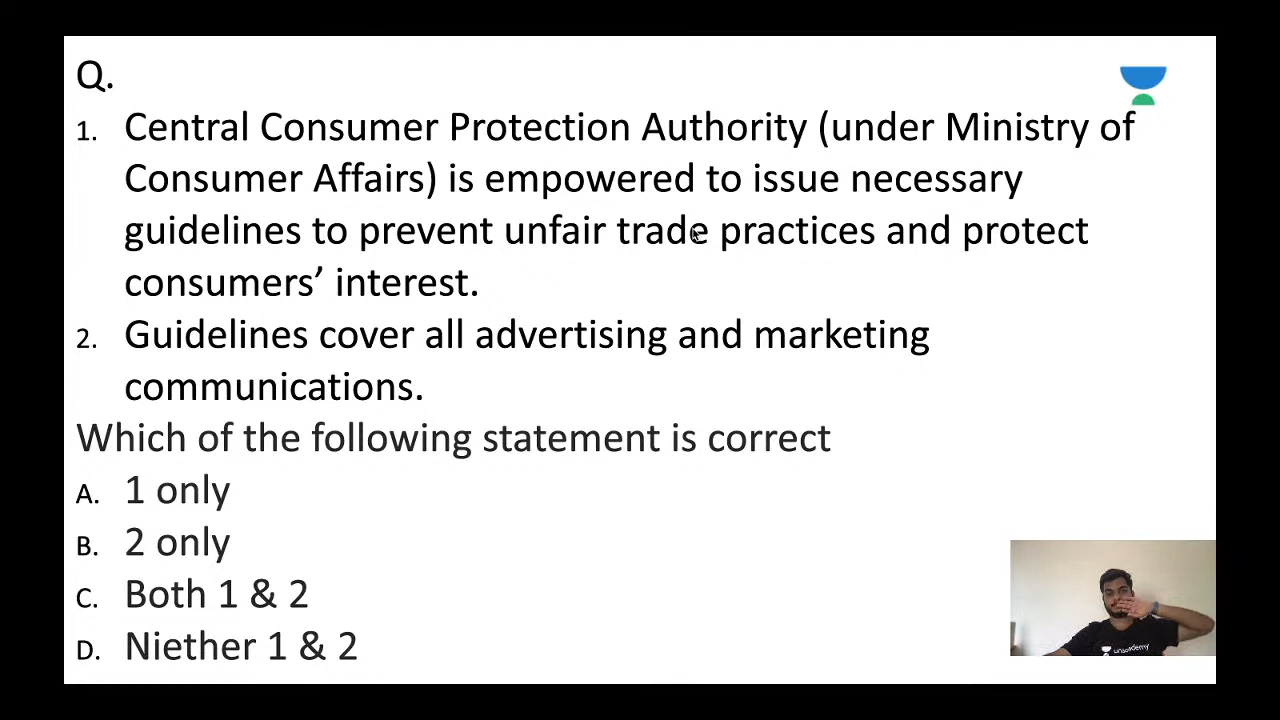 Q.
1. Central Consumer Protection Authority (under Ministry of
Consumer Affairs) is empowered to issue necessary
guidelines to prevent unfair trade practices and protect
consumers’ interest.
2. Guidelines cover all advertising and marketing
communications.
Which of the following statement is correct
A. 1 only
B. 2 only
C. Both 1 & 2
D. Niether 1 & 2
unacademy